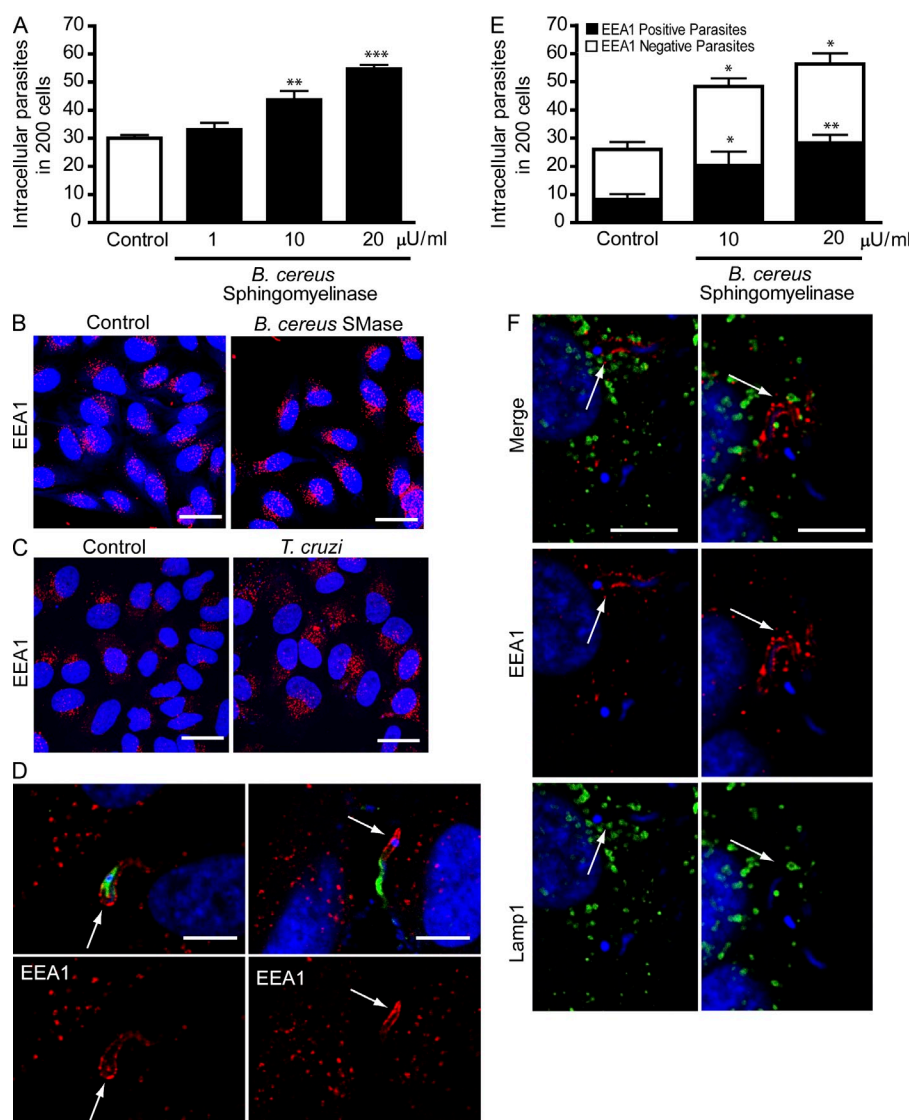 A
Intracellular parasites
in 200 cells
70
60
50
40
30
20
10
0
**
***
Control
1
10
20
μU/ml
B. cereus
Sphingomyelinase
E
Intracellular parasites
in 200 cells
70
60
50
40
30
20
10
0
EEA1 Positive Parasites
EEA1 Negative Parasites
*
*
*
**
Control
10
20
μU/ml
B. cereus
Sphingomyelinase
B
Control
B. cereus SMase
EEA1
C
Control
T. cruzi
EEA1
D
EEA1
EEA1
F
Merge
EEA1
Lamp1